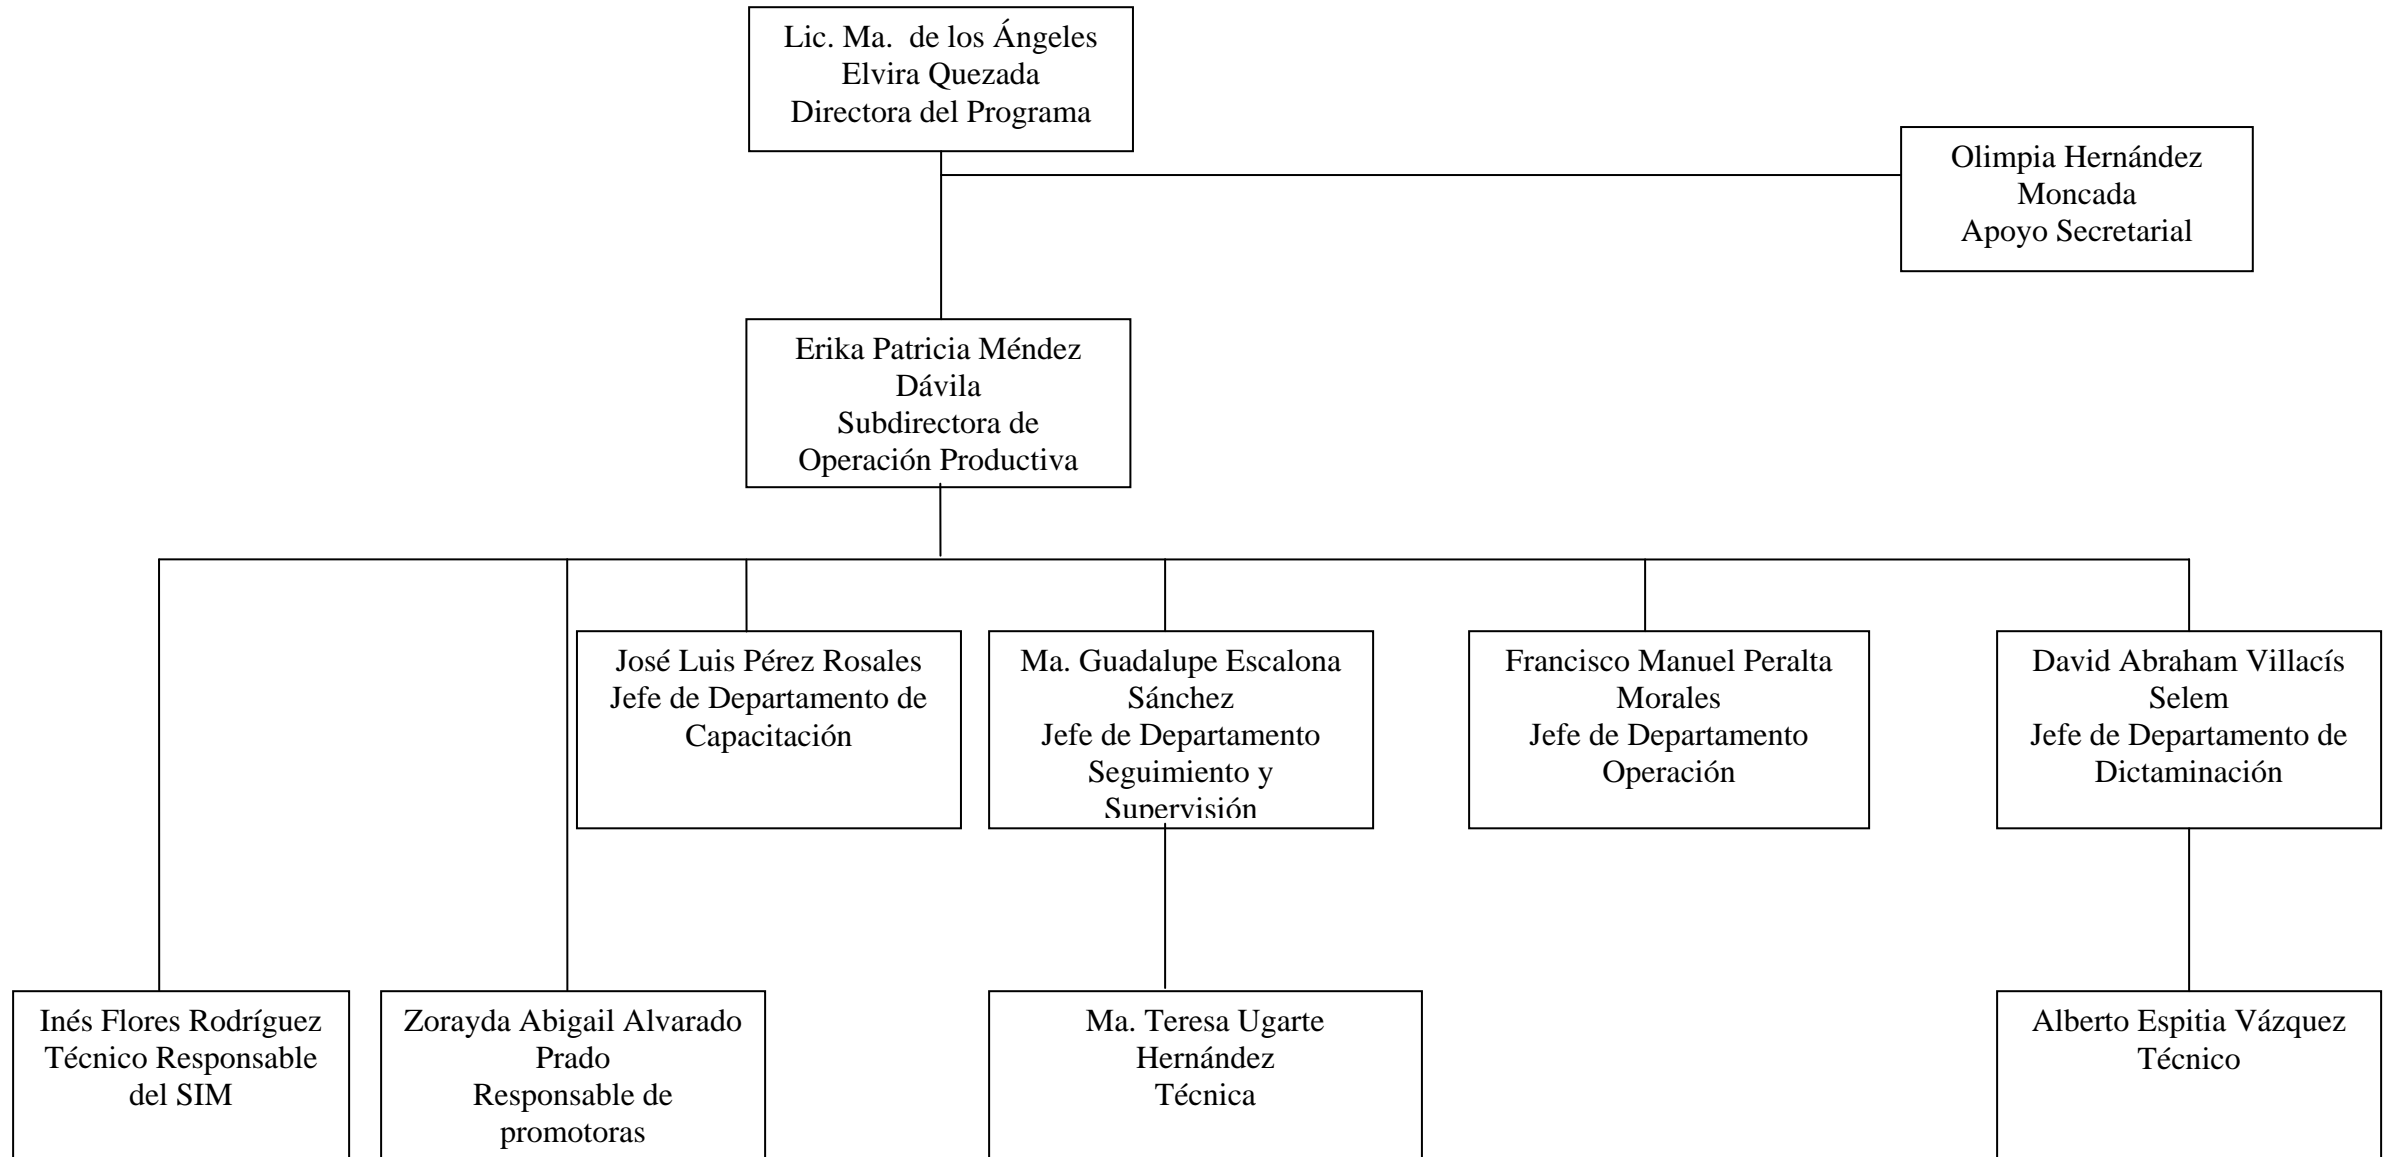 Lic. Ma.  de los Ángeles
Elvira Quezada
Directora del Programa
Olimpia Hernández
Moncada
Apoyo Secretarial
Erika Patricia Méndez
Dávila
Subdirectora de
Operación Productiva
José Luis Pérez Rosales
Jefe de Departamento de
Capacitación
Ma. Guadalupe Escalona
Sánchez
Jefe de Departamento
Seguimiento y
Supervisión
Francisco Manuel Peralta
Morales
Jefe de Departamento
Operación
David Abraham Villacís
Selem
Jefe de Departamento de
Dictaminación
Inés Flores Rodríguez
Técnico Responsable
del SIM
Zorayda Abigail Alvarado
Prado
Responsable de
promotoras
Ma. Teresa Ugarte
Hernández
Técnica
Alberto Espitia Vázquez
Técnico